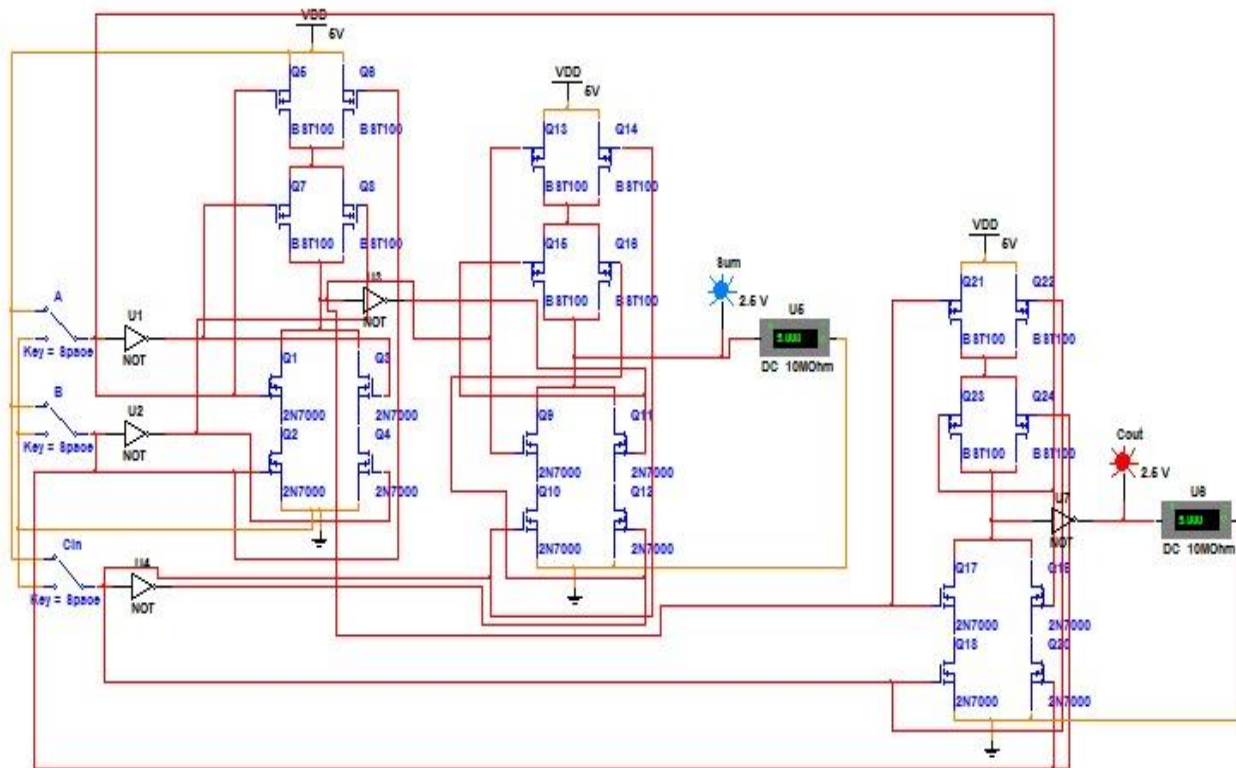 VDD
5V
Q5 Q6
BST100 BST100
Q7 Q8
BST100 BST100
VDD
5V
Q13 Q14
BST100 BST100
Q15 Q16
BST100 BST100
VDD
5V
Q21 Q22
BST100 BST100
Q23 Q24
BST100 BST100
Sum
2.5 V
U5
5.000
DC 10MOhm
A
Key = Space
U1
NOT
U3
NOT
B
Key = Space
U2
NOT
Q1 Q3
2N7000 2N7000
Q2 Q4
2N7000 2N7000
Q9 Q11
2N7000 2N7000
Q10 Q12
2N7000 2N7000
Cout
2.5 V
U7
NOT
U6
5.000
DC 10MOhm
Cin
Key = Space
U4
NOT
Q17 Q19
2N7000 2N7000
Q18 Q20
2N7000 2N7000